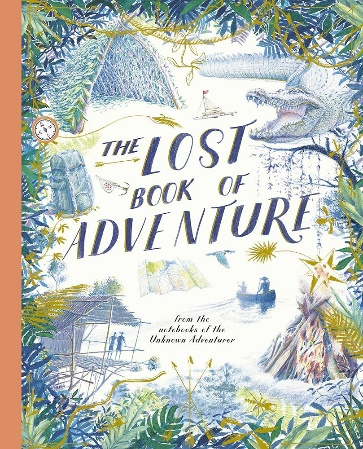 THE LOST
BOOK OF
ADVENTURE
from the
notebooks of the
Unknown Adventurer